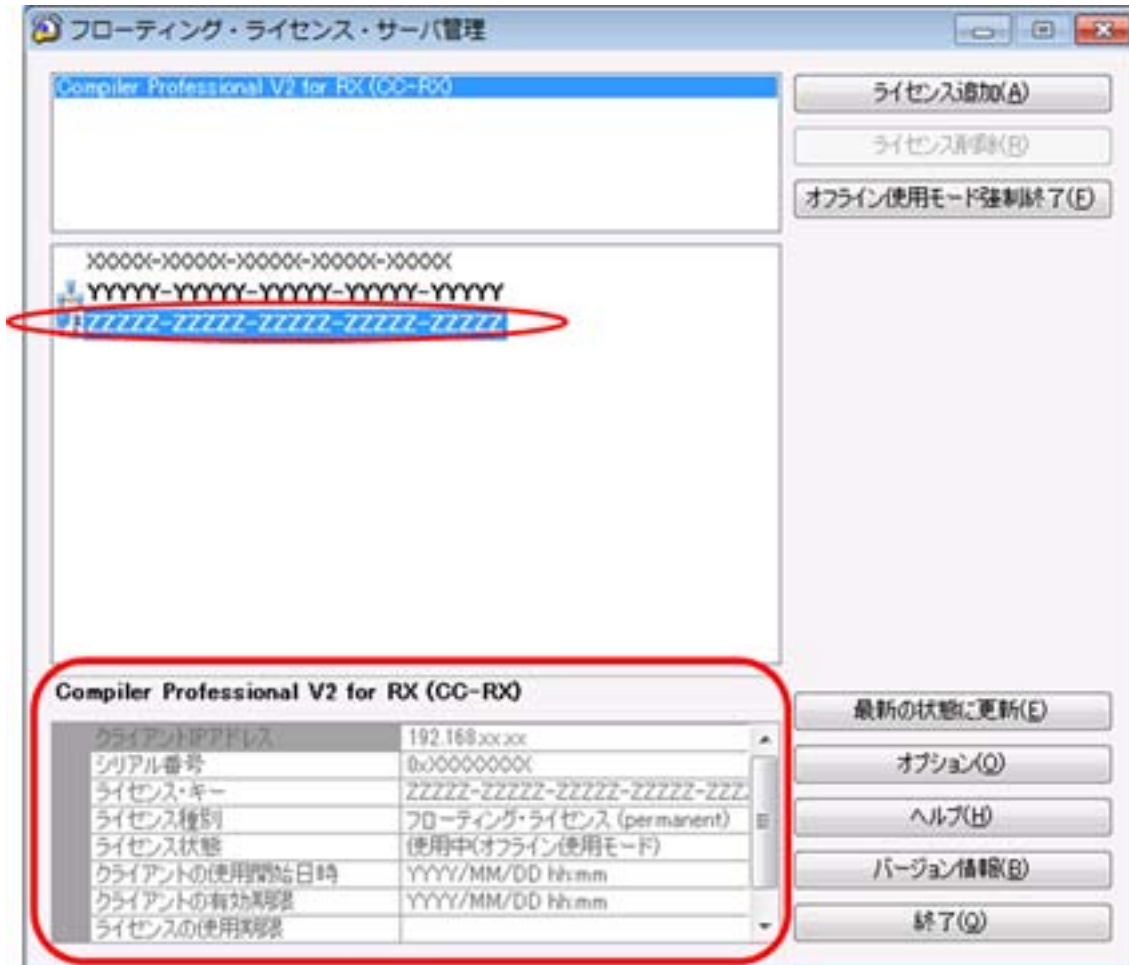 フローティング・ライセンス・サーバ管理
Compiler Professional V2 for RX (CC-RX)
ライセンス追加(A)
ライセンス削除(R)
オフライン使用モード強制終了(F)
XXXXX-XXXXX-XXXXX-XXXXX-XXXXX
YYYYY-YYYYY-YYYYY-YYYYY-YYYYY
ZZZZZ-ZZZZZ-ZZZZZ-ZZZZZ-ZZZZZ
Compiler Professional V2 for RX (CC-RX)
クライアントIPアドレス 192.168.xx.xx
シリアル番号 0xXXXXXXXX
ライセンス・キー ZZZZZ-ZZZZZ-ZZZZZ-ZZZZZ-ZZZ
ライセンス種別 フローティング・ライセンス (permanent)
ライセンス状態 使用中(オフライン使用モード)
クライアントの使用開始日時 YYYY/MM/DD hh:mm
クライアントの有効期限 YYYY/MM/DD hh:mm
ライセンスの使用期限
最新の状態に更新(E)
オプション(O)
ヘルプ(H)
バージョン情報(B)
終了(Q)